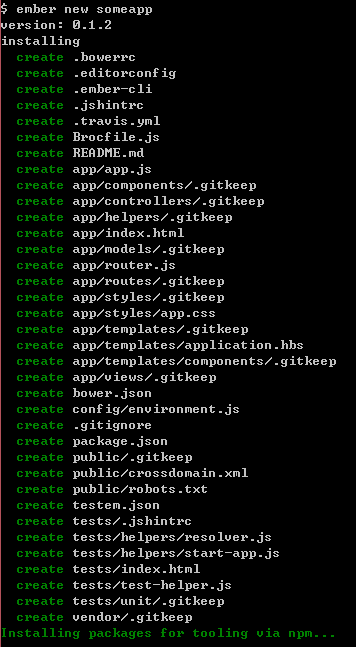 $ ember new someapp
version: 0.1.2
installing
  create .bowerrc
  create .editorconfig
  create .ember-cli
  create .jshintrc
  create .travis.yml
  create Brocfile.js
  create README.md
  create app/app.js
  create app/components/.gitkeep
  create app/controllers/.gitkeep
  create app/helpers/.gitkeep
  create app/index.html
  create app/models/.gitkeep
  create app/router.js
  create app/routes/.gitkeep
  create app/styles/.gitkeep
  create app/styles/app.css
  create app/templates/.gitkeep
  create app/templates/application.hbs
  create app/templates/components/.gitkeep
  create app/views/.gitkeep
  create bower.json
  create config/environment.js
  create .gitignore
  create package.json
  create public/.gitkeep
  create public/crossdomain.xml
  create public/robots.txt
  create testem.json
  create tests/.jshintrc
  create tests/helpers/resolver.js
  create tests/helpers/start-app.js
  create tests/index.html
  create tests/test-helper.js
  create tests/unit/.gitkeep
  create vendor/.gitkeep
Installing packages for tooling via npm...